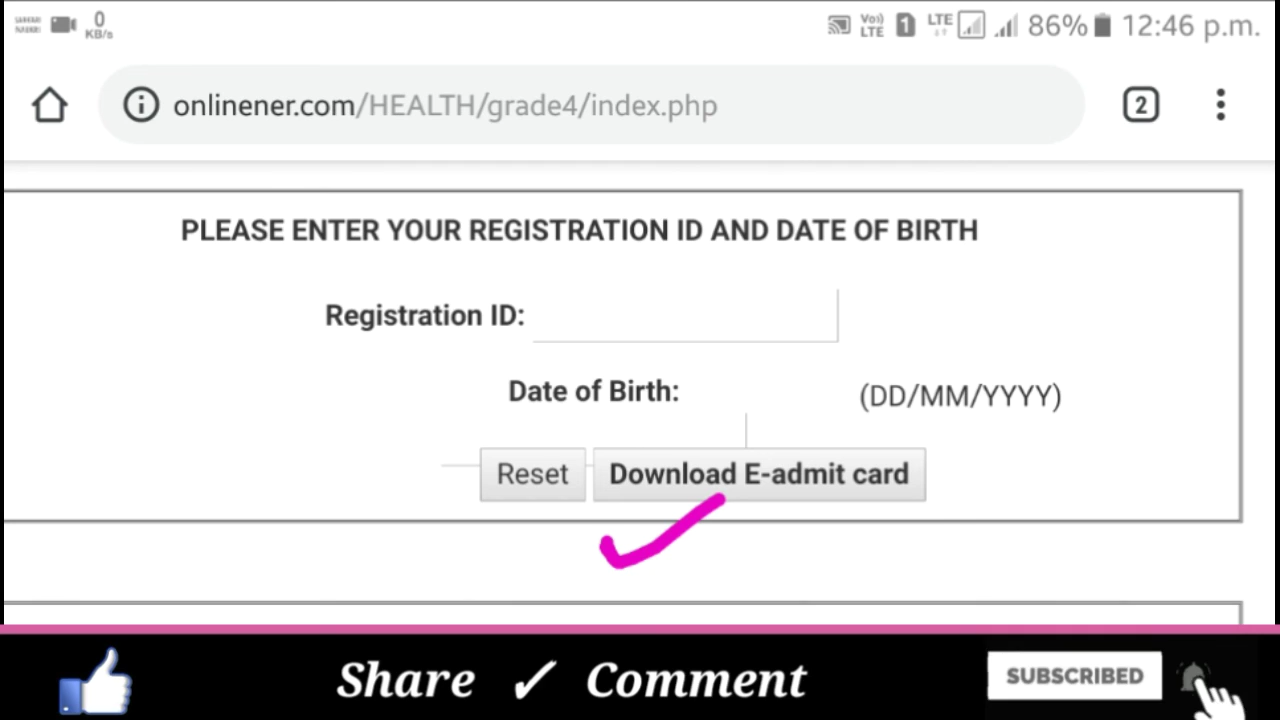 0
KB/s
Vo))
LTE
1
LTE
86%
12:46 p.m.
onlinener.com/HEALTH/grade4/index.php
2
PLEASE ENTER YOUR REGISTRATION ID AND DATE OF BIRTH
Registration ID:
Date of Birth: (DD/MM/YYYY)
Reset Download E-admit card
Share ✓ Comment
SUBSCRIBED